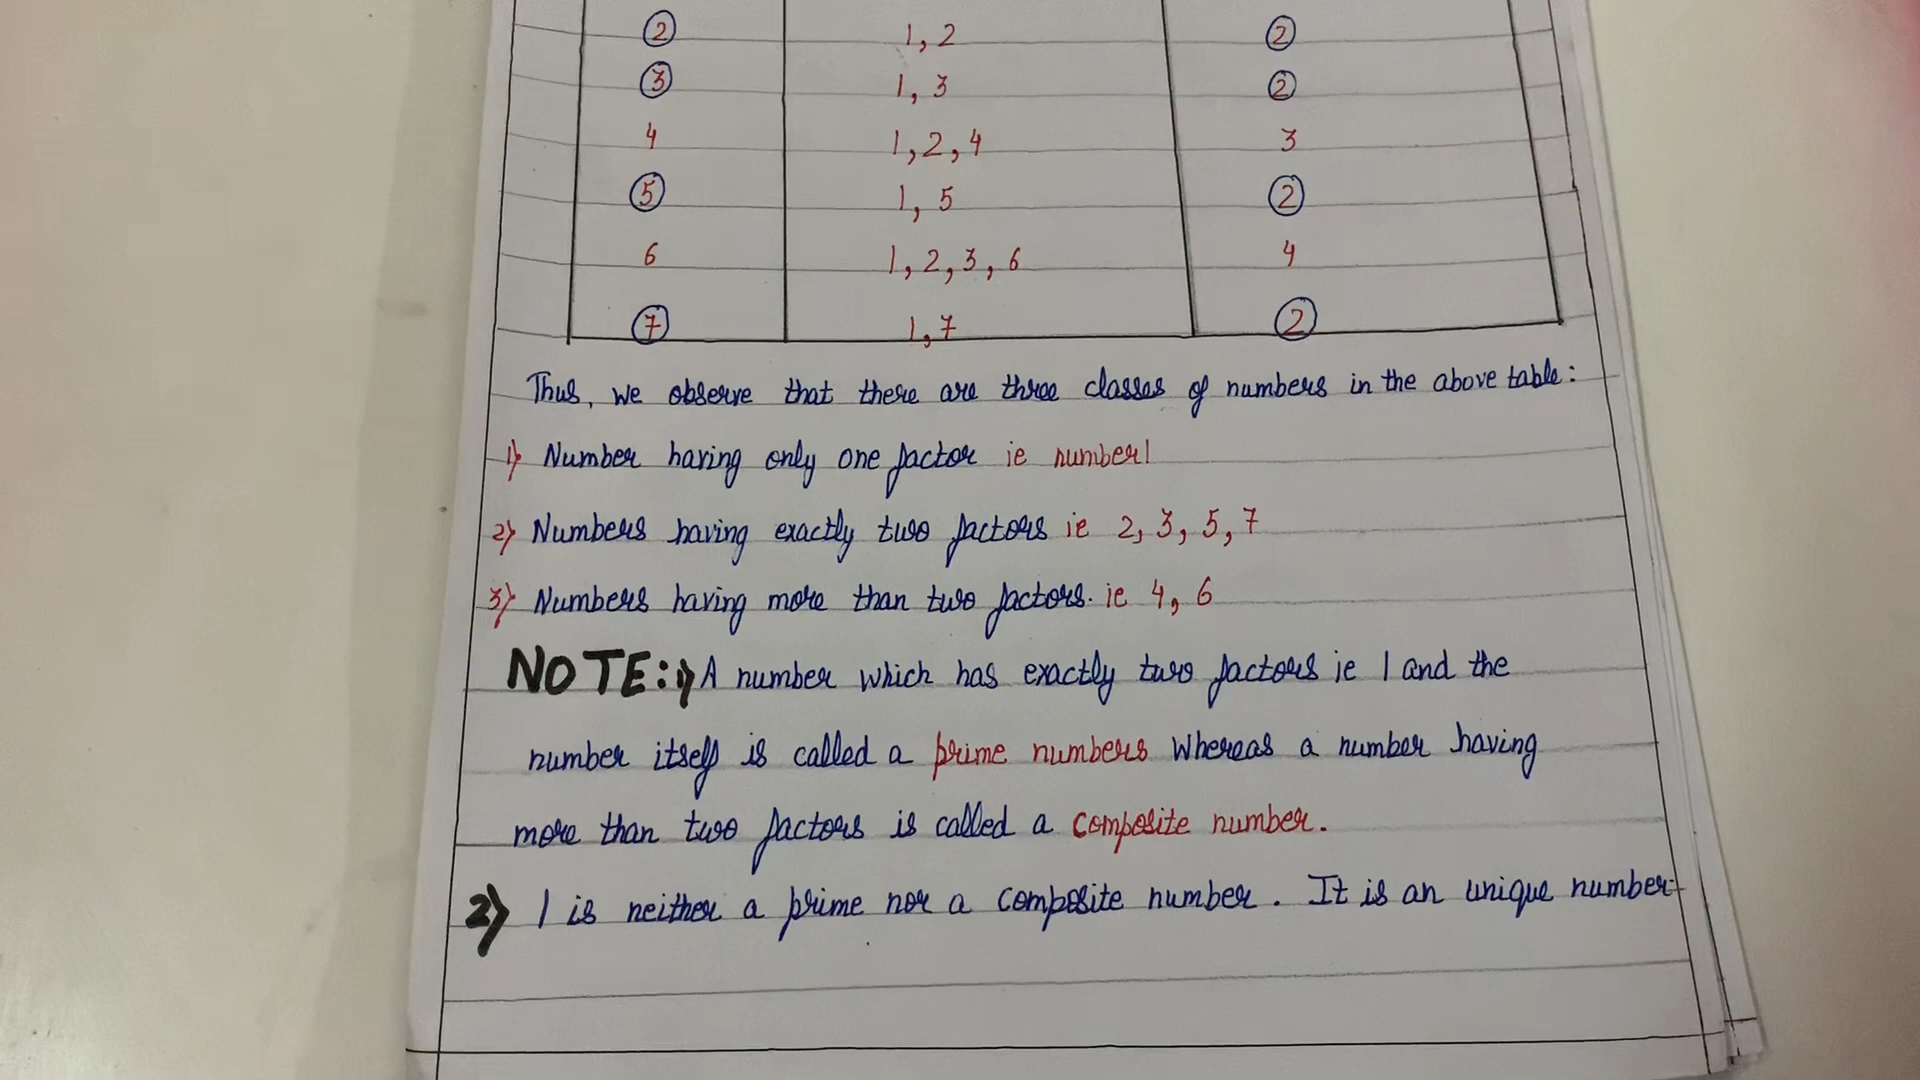 2 1, 2 2
3 1, 3 2
4 1, 2, 4 3
5 1, 5 2
6 1, 2, 3, 6 4
7 1, 7 2
Thus, we observe that there are three classes of numbers in the above table:
1) Number having only one factor ie number 1
2) Numbers having exactly two factors ie 2, 3, 5, 7
3) Numbers having more than two factors. ie 4, 6
NOTE: 1) A number which has exactly two factors ie 1 and the
number itself is called a prime numbers whereas a number having
more than two factors is called a composite number.
2) 1 is neither a prime nor a composite number. It is an unique number